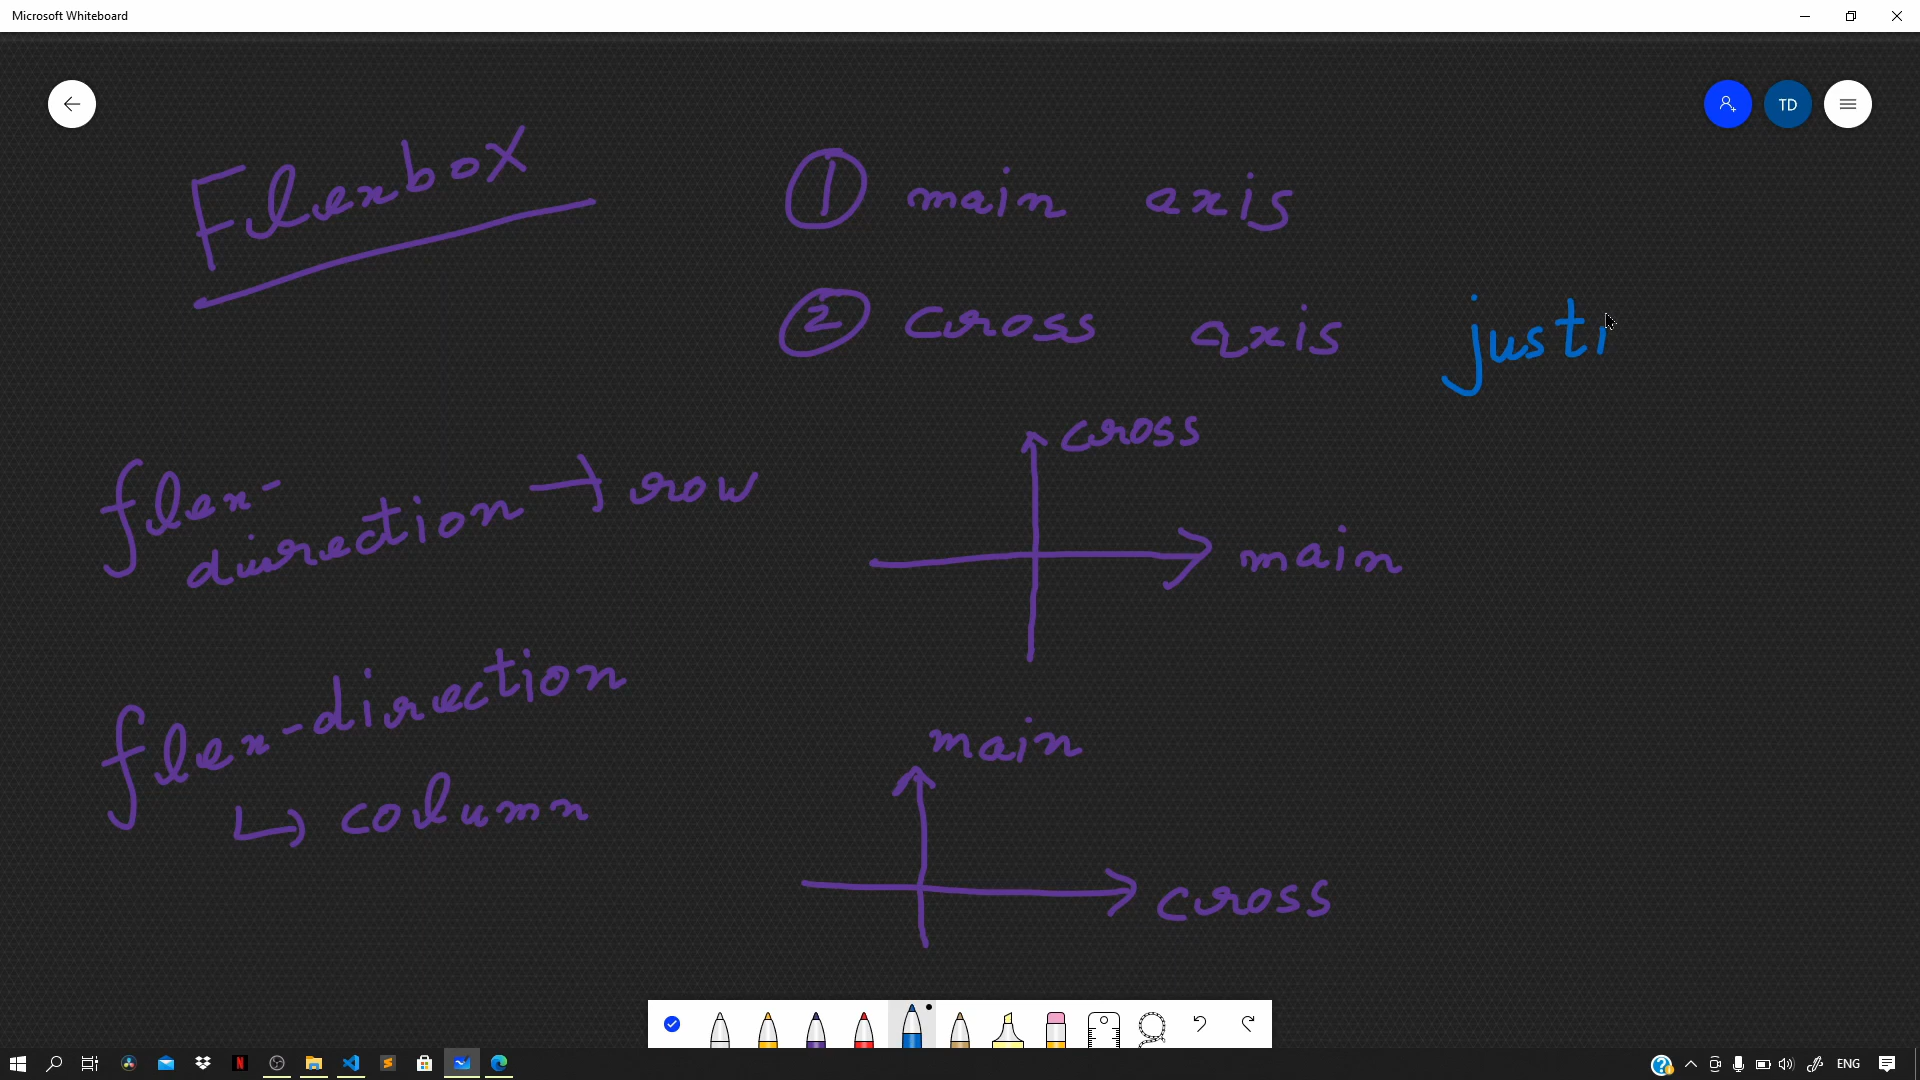 Microsoft Whiteboard
TD
Flexbox
1 main axis
2 cross axis
justi
flex-
direction → row
cross
main
flex-direction
↳ column
main
cross
ENG